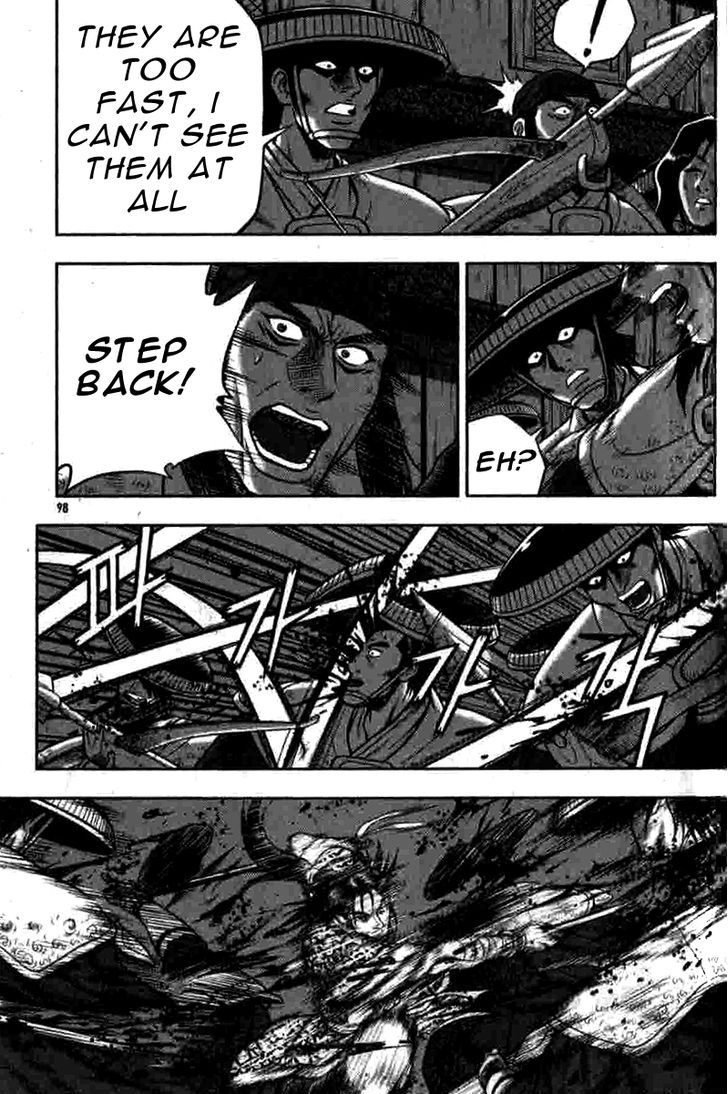 THEY ARE
TOO
FAST, I
CAN'T SEE
THEM AT
ALL
!
STEP
BACK!
EH?
98
파
가
가
각